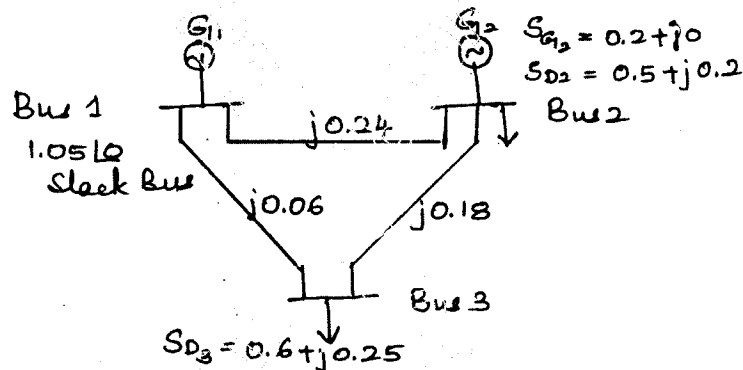 G1
G2
S_G2 = 0.2+j0
S_D2 = 0.5+j0.2
Bus 1
Bus 2
j0.24
1.05∠0
Slack Bus
j0.06
j0.18
Bus 3
S_D3 = 0.6+j0.25